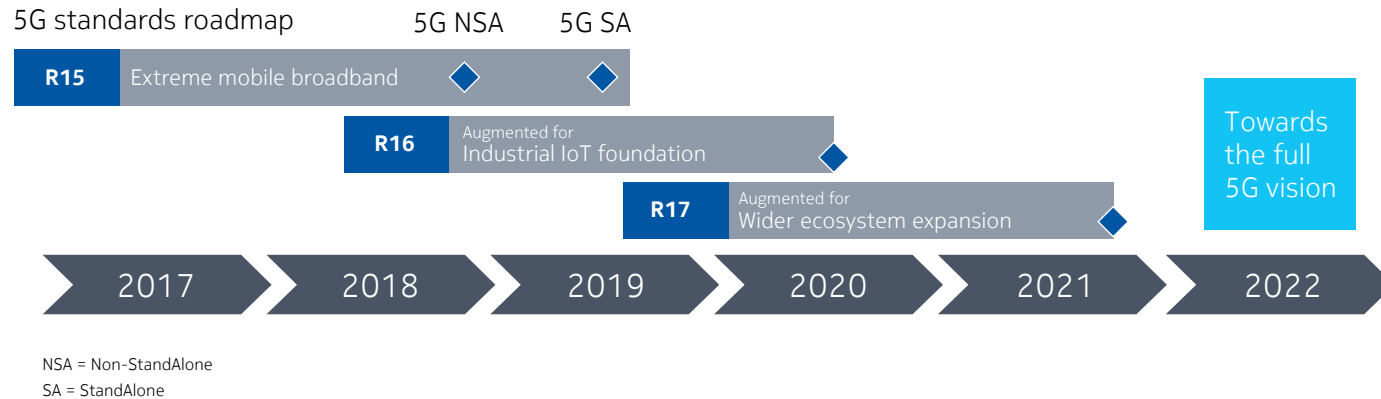 5G standards roadmap
5G NSA
5G SA
R15
Extreme mobile broadband
R16
Augmented for
Industrial IoT foundation
R17
Augmented for
Wider ecosystem expansion
Towards
the full
5G vision
2017
2018
2019
2020
2021
2022
NSA = Non-StandAlone
SA = StandAlone